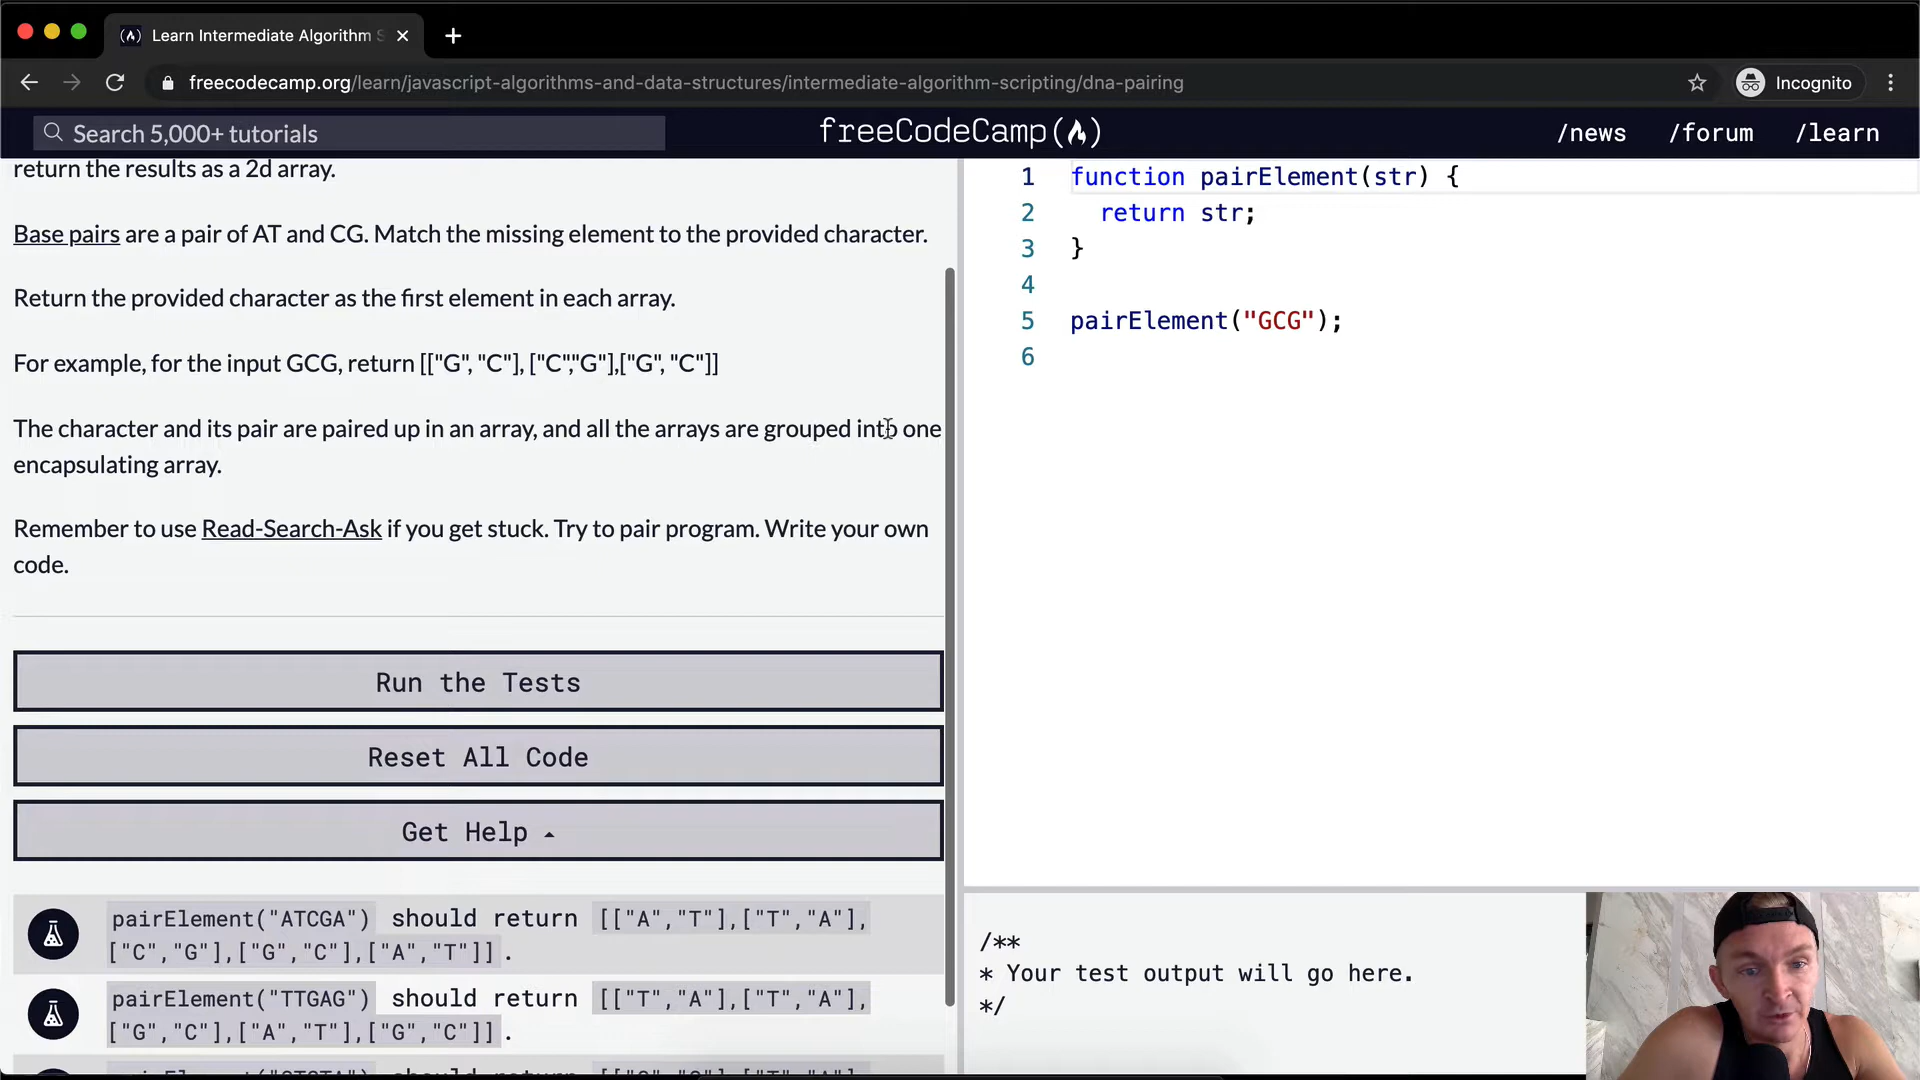 Learn Intermediate Algorithm S
freecodecamp.org/learn/javascript-algorithms-and-data-structures/intermediate-algorithm-scripting/dna-pairing
Incognito
Search 5,000+ tutorials
freeCodeCamp
/news /forum /learn
return the results as a 2d array.
Base pairs are a pair of AT and CG. Match the missing element to the provided character.
Return the provided character as the first element in each array.
For example, for the input GCG, return [["G", "C"], ["C""G"],["G", "C"]]
The character and its pair are paired up in an array, and all the arrays are grouped into one
encapsulating array.
Remember to use Read-Search-Ask if you get stuck. Try to pair program. Write your own
code.
Run the Tests
Reset All Code
Get Help
pairElement("ATCGA") should return [["A","T"],["T","A"],
["C","G"],["G","C"],["A","T"]].
pairElement("TTGAG") should return [["T","A"],["T","A"],
["G","C"],["A","T"],["G","C"]].
1 function pairElement(str) {
2 return str;
3 }
4
5 pairElement("GCG");
6
/**
* Your test output will go here.
*/